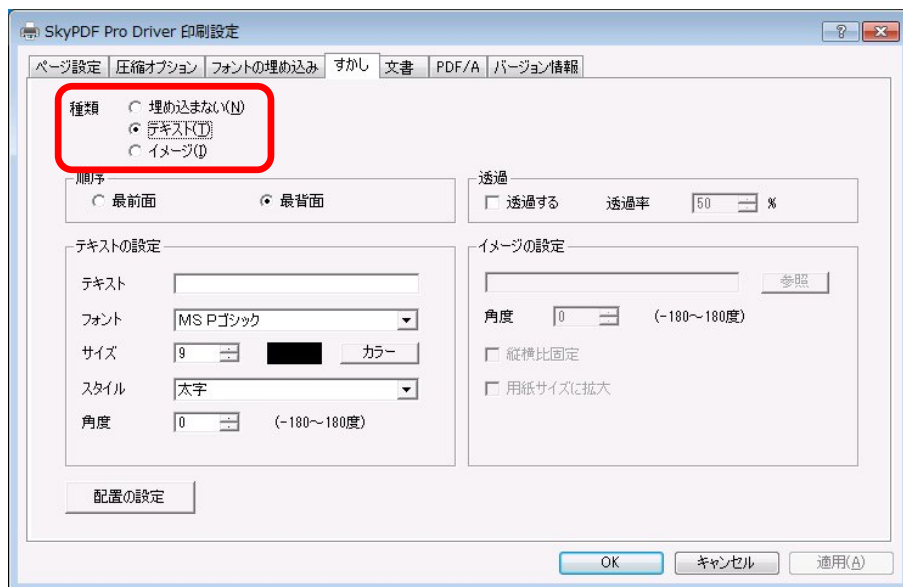 SkyPDF Pro Driver 印刷設定
ページ設定 圧縮オプション フォントの埋め込み すかし 文書 PDF/A バージョン情報
種類 埋め込まない(N)
テキスト(T)
イメージ(I)
順序
最前面 最背面
透過
透過する 透過率 50 %
テキストの設定
テキスト
フォント MS Pゴシック
サイズ 9 カラー
スタイル 太字
角度 0 (-180～180度)
イメージの設定
参照
角度 0 (-180～180度)
縦横比固定
用紙サイズに拡大
配置の設定
OK キャンセル 適用(A)